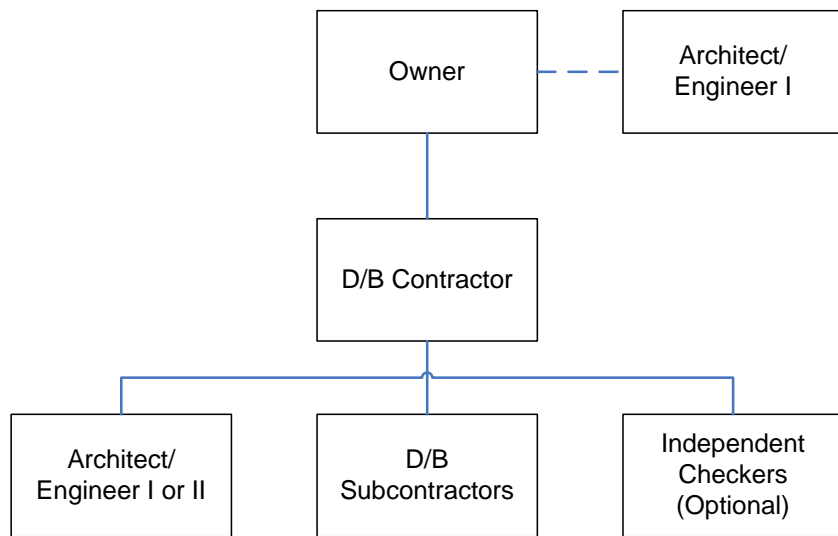 Owner
Architect/
Engineer I
D/B Contractor
Architect/
Engineer I or II
D/B
Subcontractors
Independent
Checkers
(Optional)